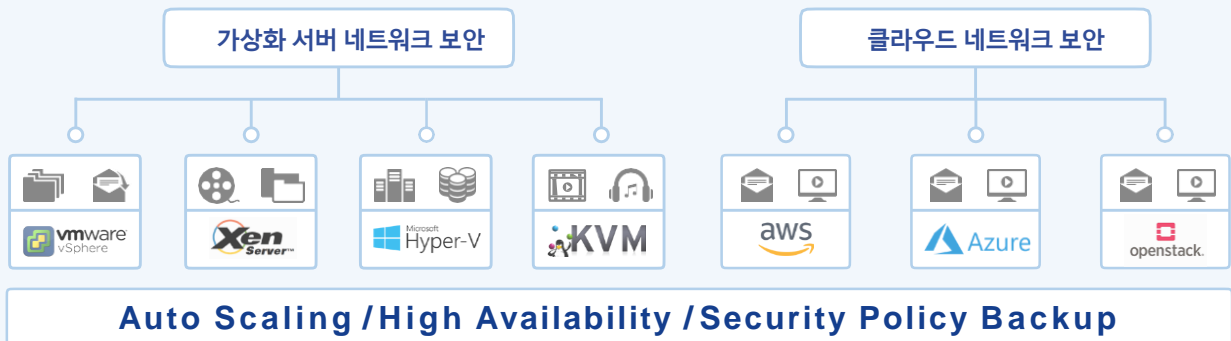 가상화 서버 네트워크 보안
클라우드 네트워크 보안
vmware
vSphere
Xen
Server™
Microsoft
Hyper-V
KVM
aws
Azure
openstack.
Auto Scaling / High Availability / Security Policy Backup